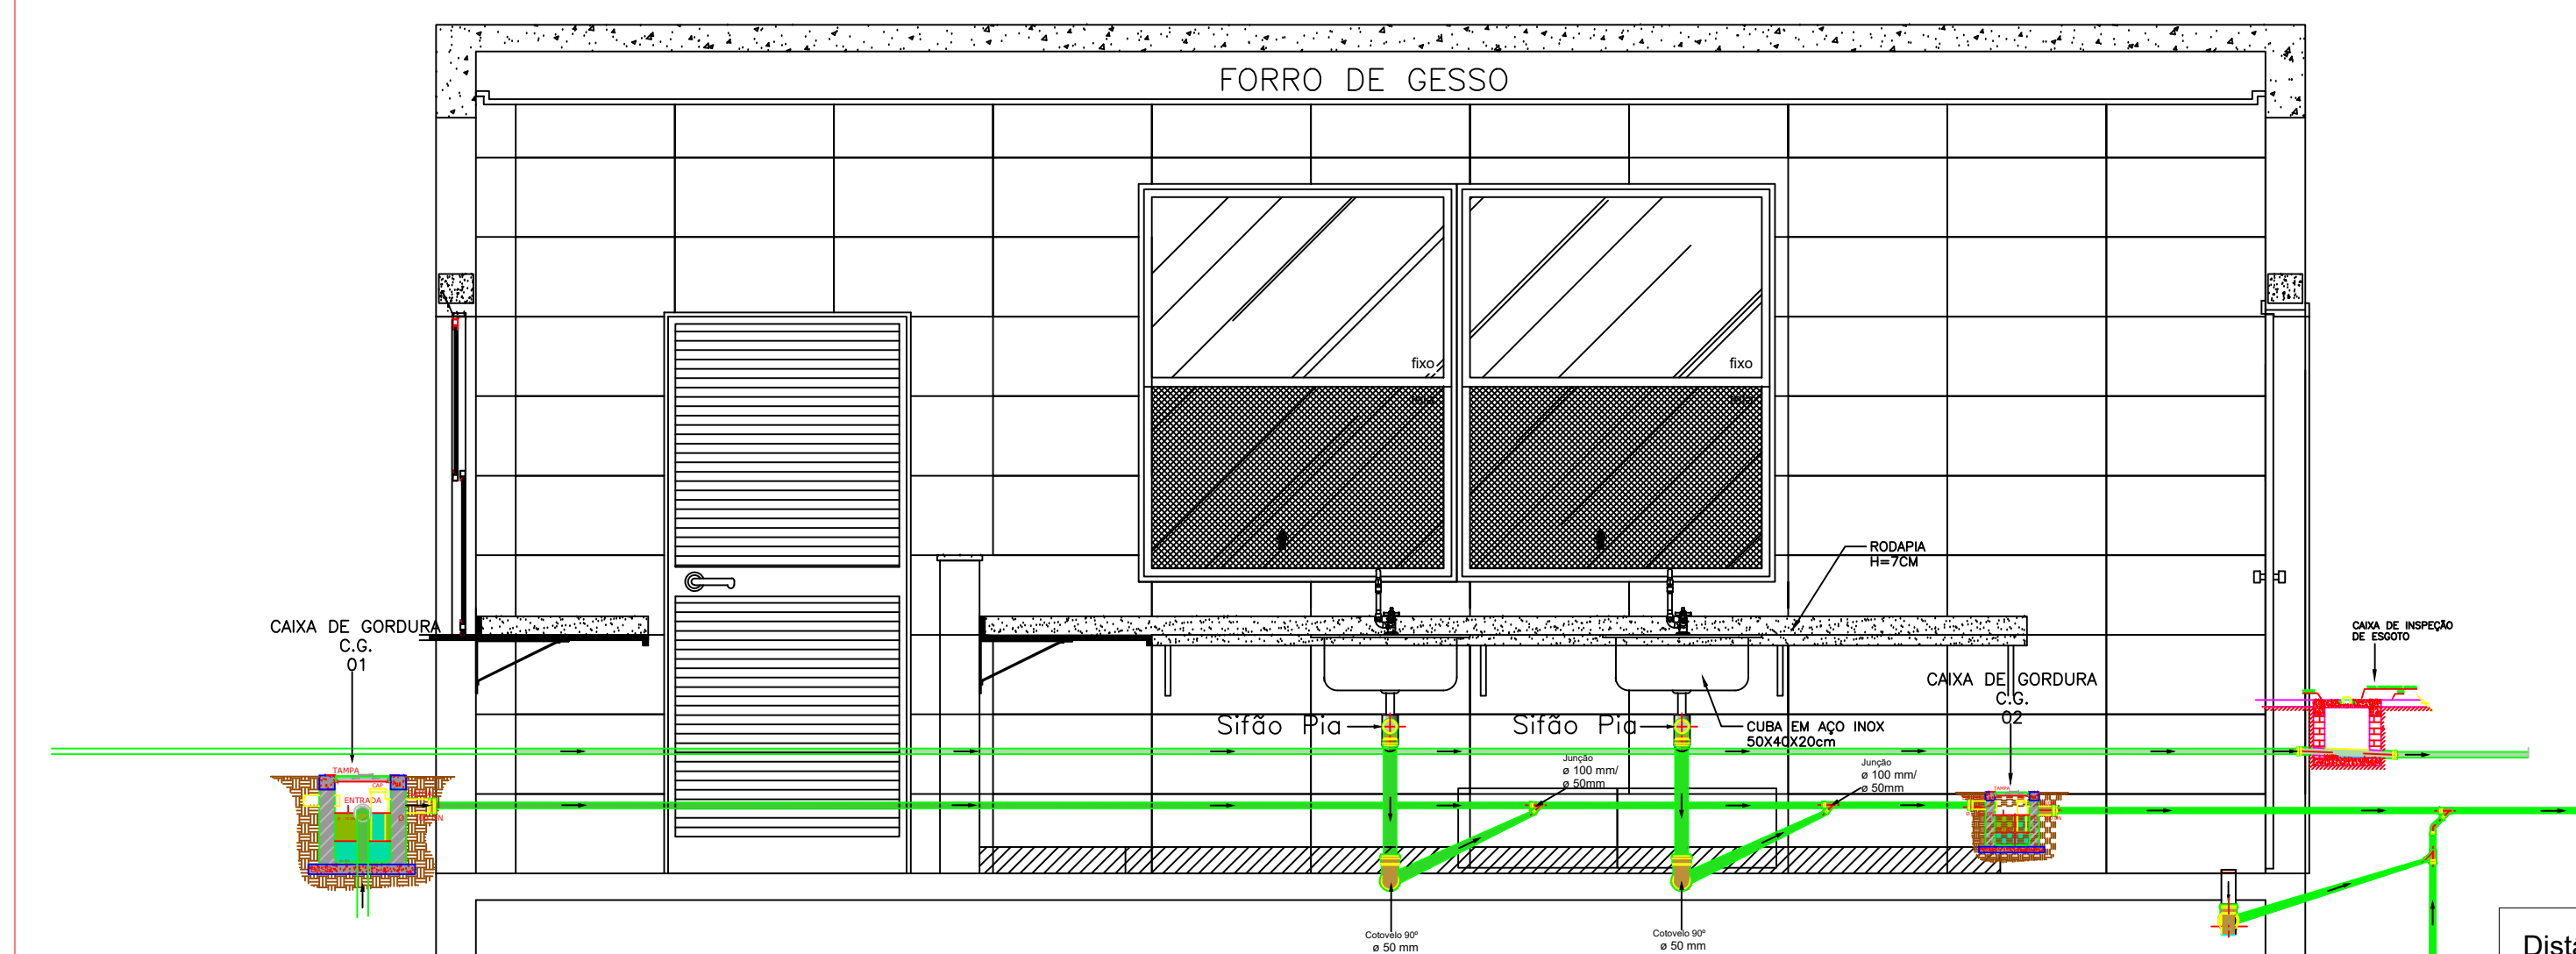 FORRO DE GESSO
fixo
fixo
RODAPIA
H=7CM
CAIXA DE GORDURA
C.G.
01
CAIXA DE INSPEÇÃO
DE ESGOTO
CAIXA DE GORDURA
C.G.
02
Sifão Pia
Sifão Pia
CUBA EM AÇO INOX
50X40X20cm
Junção
ø 100 mm/
ø 50mm
Junção
ø 100 mm/
ø 50mm
TAMPA
CAP
ENTRADA
TAMPA
Cotovelo 90º
ø 50 mm
Cotovelo 90º
ø 50 mm